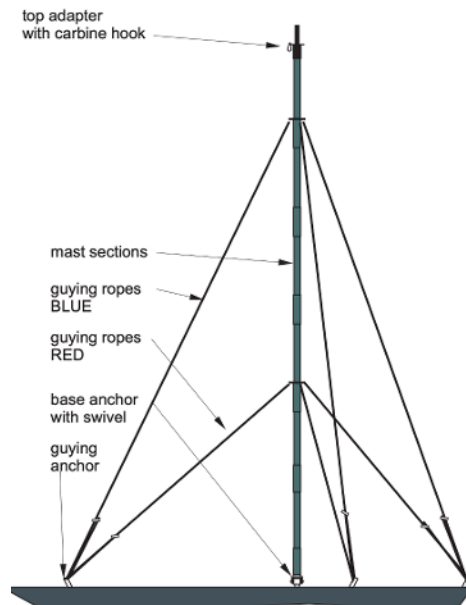 top adapter
with carbine hook
mast sections
guying ropes
BLUE
guying ropes
RED
base anchor
with swivel
guying
anchor